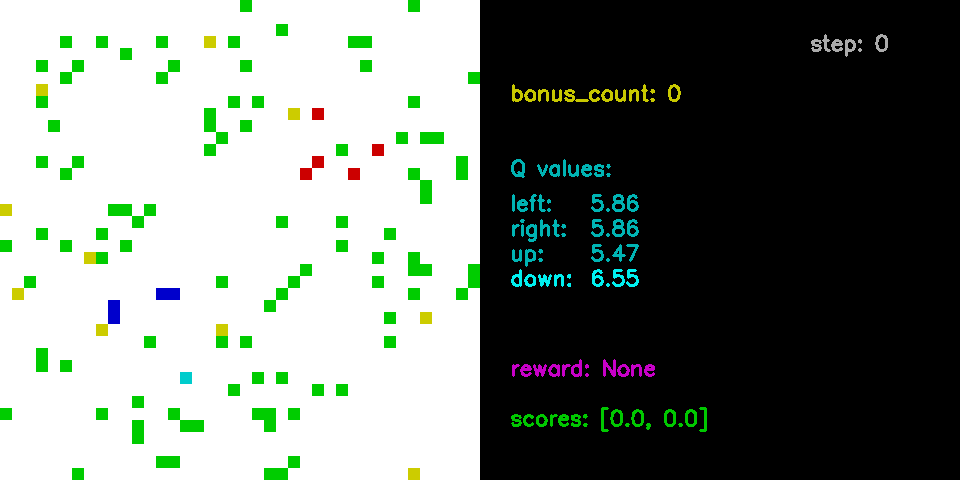 step: 0
bonus_count: 0
Q values:
left: 5.86
right: 5.86
up: 5.47
down: 6.55
reward: None
scores: [0.0, 0.0]